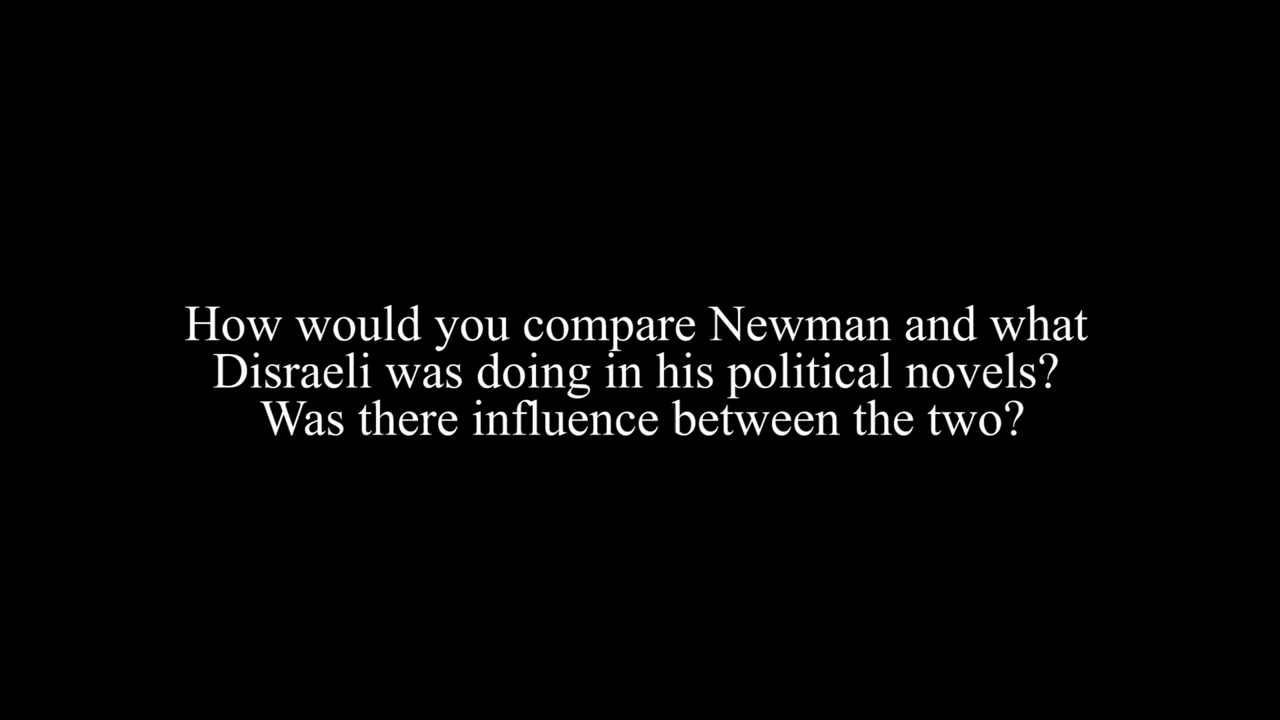 How would you compare Newman and what
Disraeli was doing in his political novels?
Was there influence between the two?